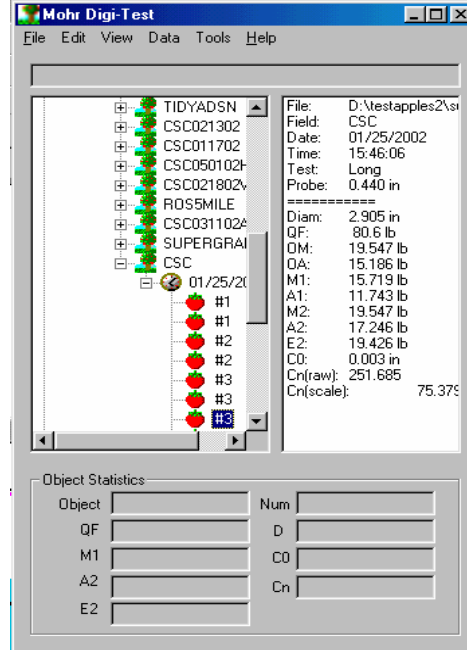 Mohr Digi-Test
File Edit View Data Tools Help
TIDYADSN
CSC021302
CSC011702
CSC050102H
CSC021802v
ROS5MILE
CSC031102A
SUPERGRAI
CSC
01/25/20
#1
#1
#2
#2
#3
#3
#3
File: D:\testapples2\su
Field: CSC
Date: 01/25/2002
Time: 15:46:06
Test: Long
Probe: 0.440 in
===========
Diam: 2.905 in
QF: 80.6 lb
OM: 19.547 lb
OA: 15.186 lb
M1: 15.719 lb
A1: 11.743 lb
M2: 19.547 lb
A2: 17.246 lb
E2: 19.426 lb
C0: 0.003 in
Cn(raw): 251.685
Cn(scale): 75.379
Object Statistics
Object Num
QF D
M1 C0
A2 Cn
E2